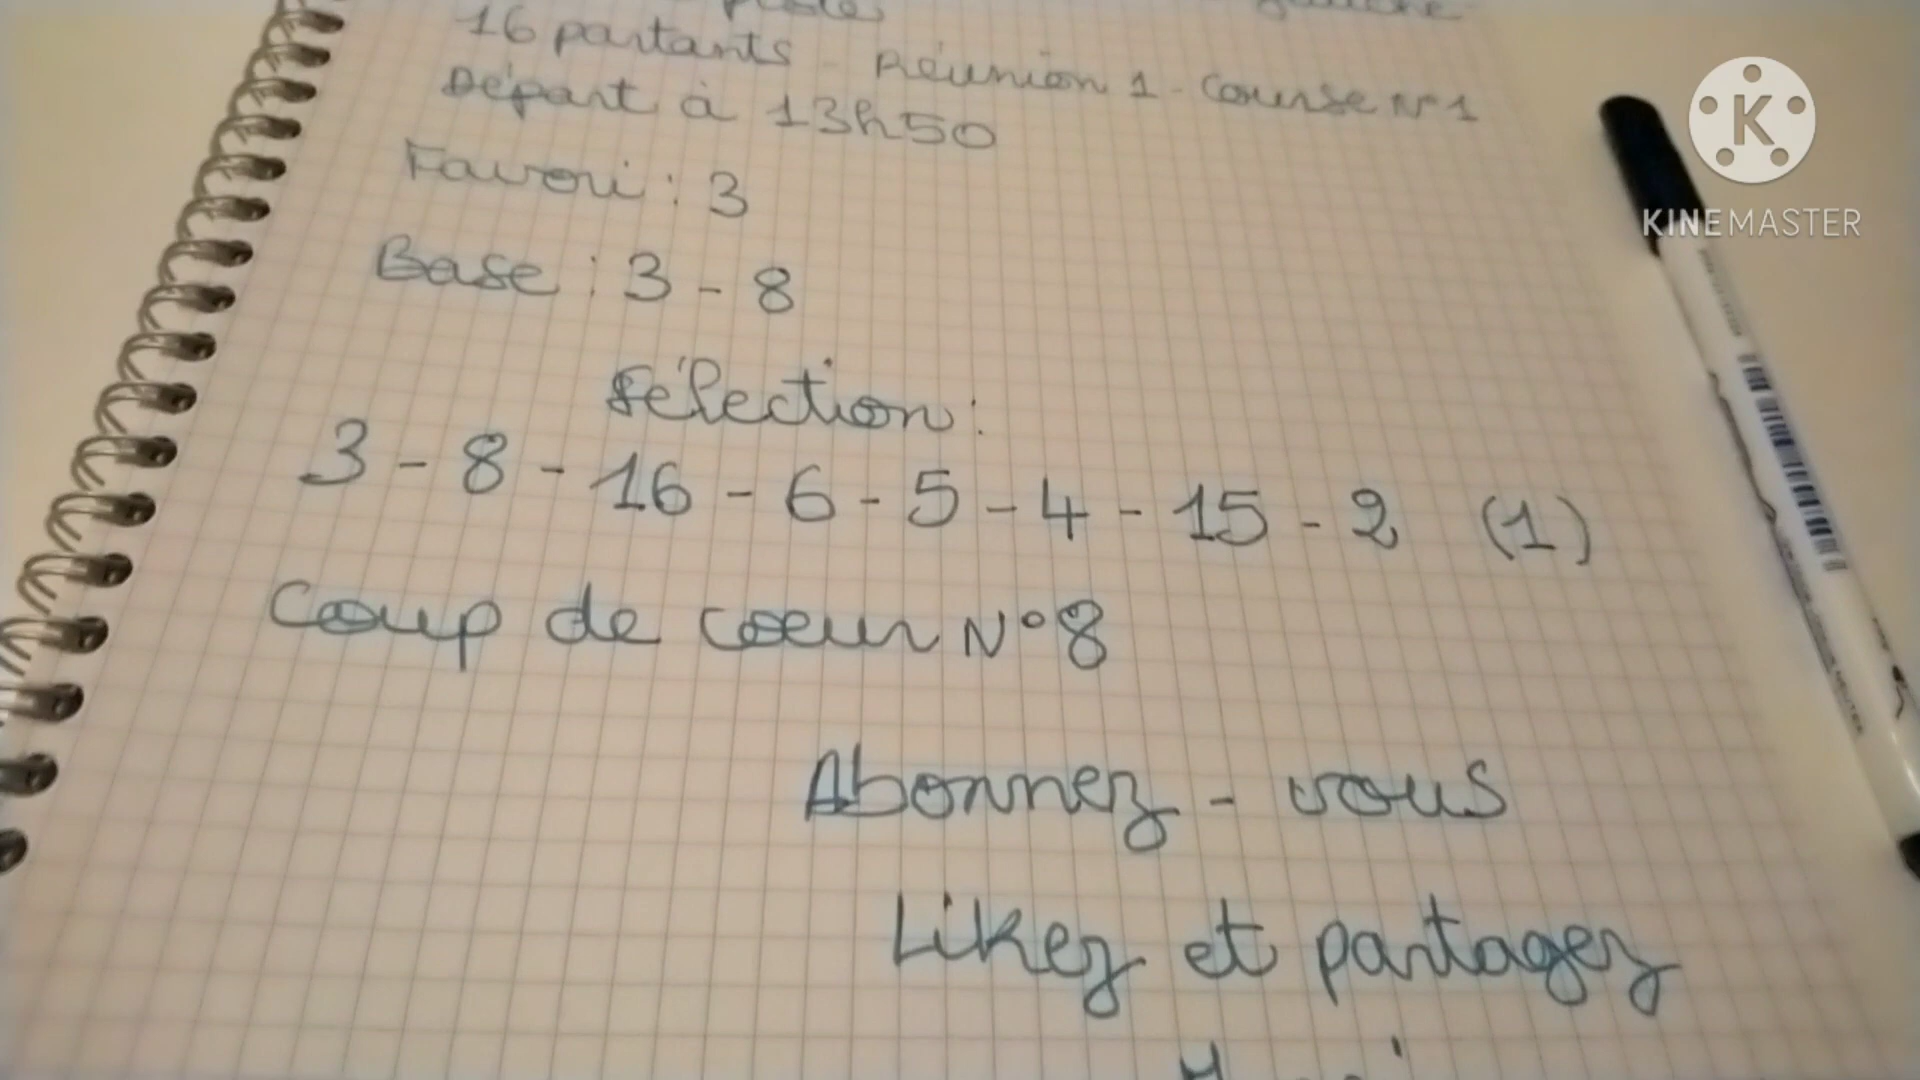 16 partants - Réunion 1 - Course N°1
Départ à 13h50
Favori : 3
Base : 3 - 8
Sélection :
3 - 8 - 16 - 6 - 5 - 4 - 15 - 2 (1)
Coup de coeur N°8
Abonnez - vous
Likez et partagez
K
KINEMASTER